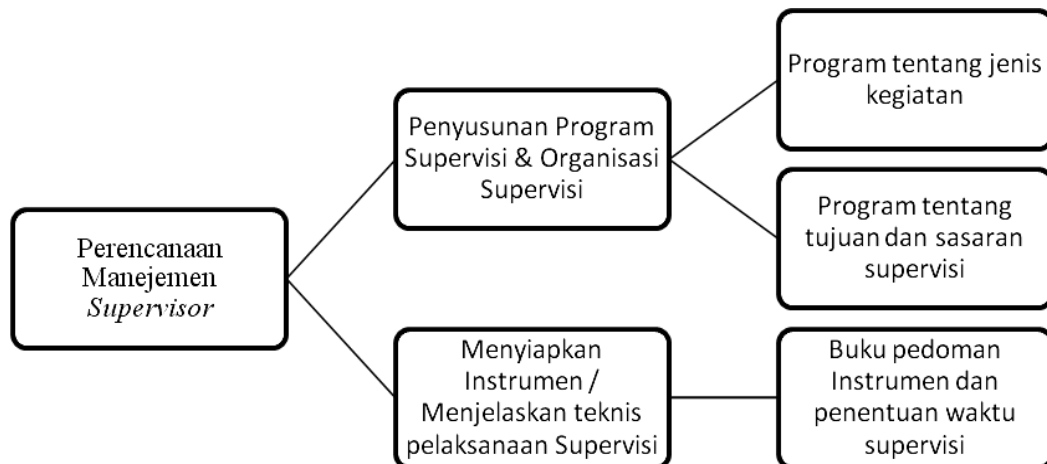 Perencanaan
Manejemen
Supervisor
Penyusunan Program
Supervisi & Organisasi
Supervisi
Program tentang jenis
kegiatan
Program tentang
tujuan dan sasaran
supervisi
Menyiapkan
Instrumen /
Menjelaskan teknis
pelaksanaan Supervisi
Buku pedoman
Instrumen dan
penentuan waktu
supervisi